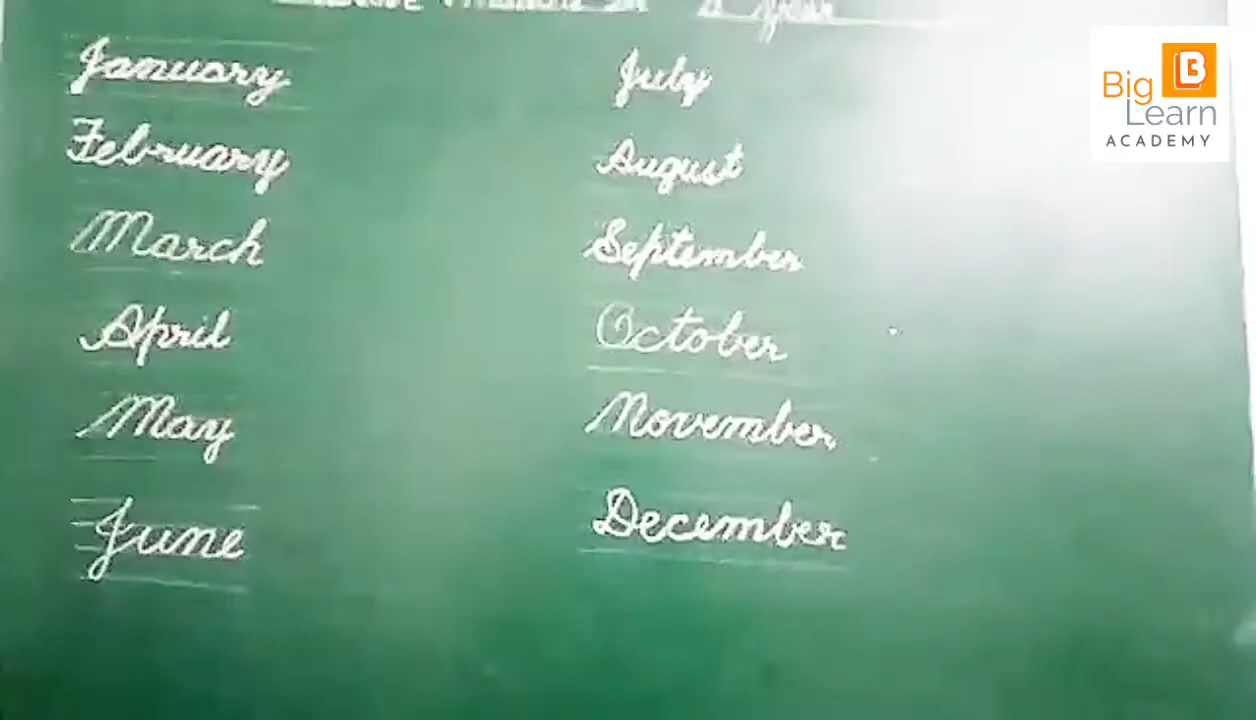 January
February
March
April
May
June
July
August
September
October
November
December
Big
Learn
ACADEMY